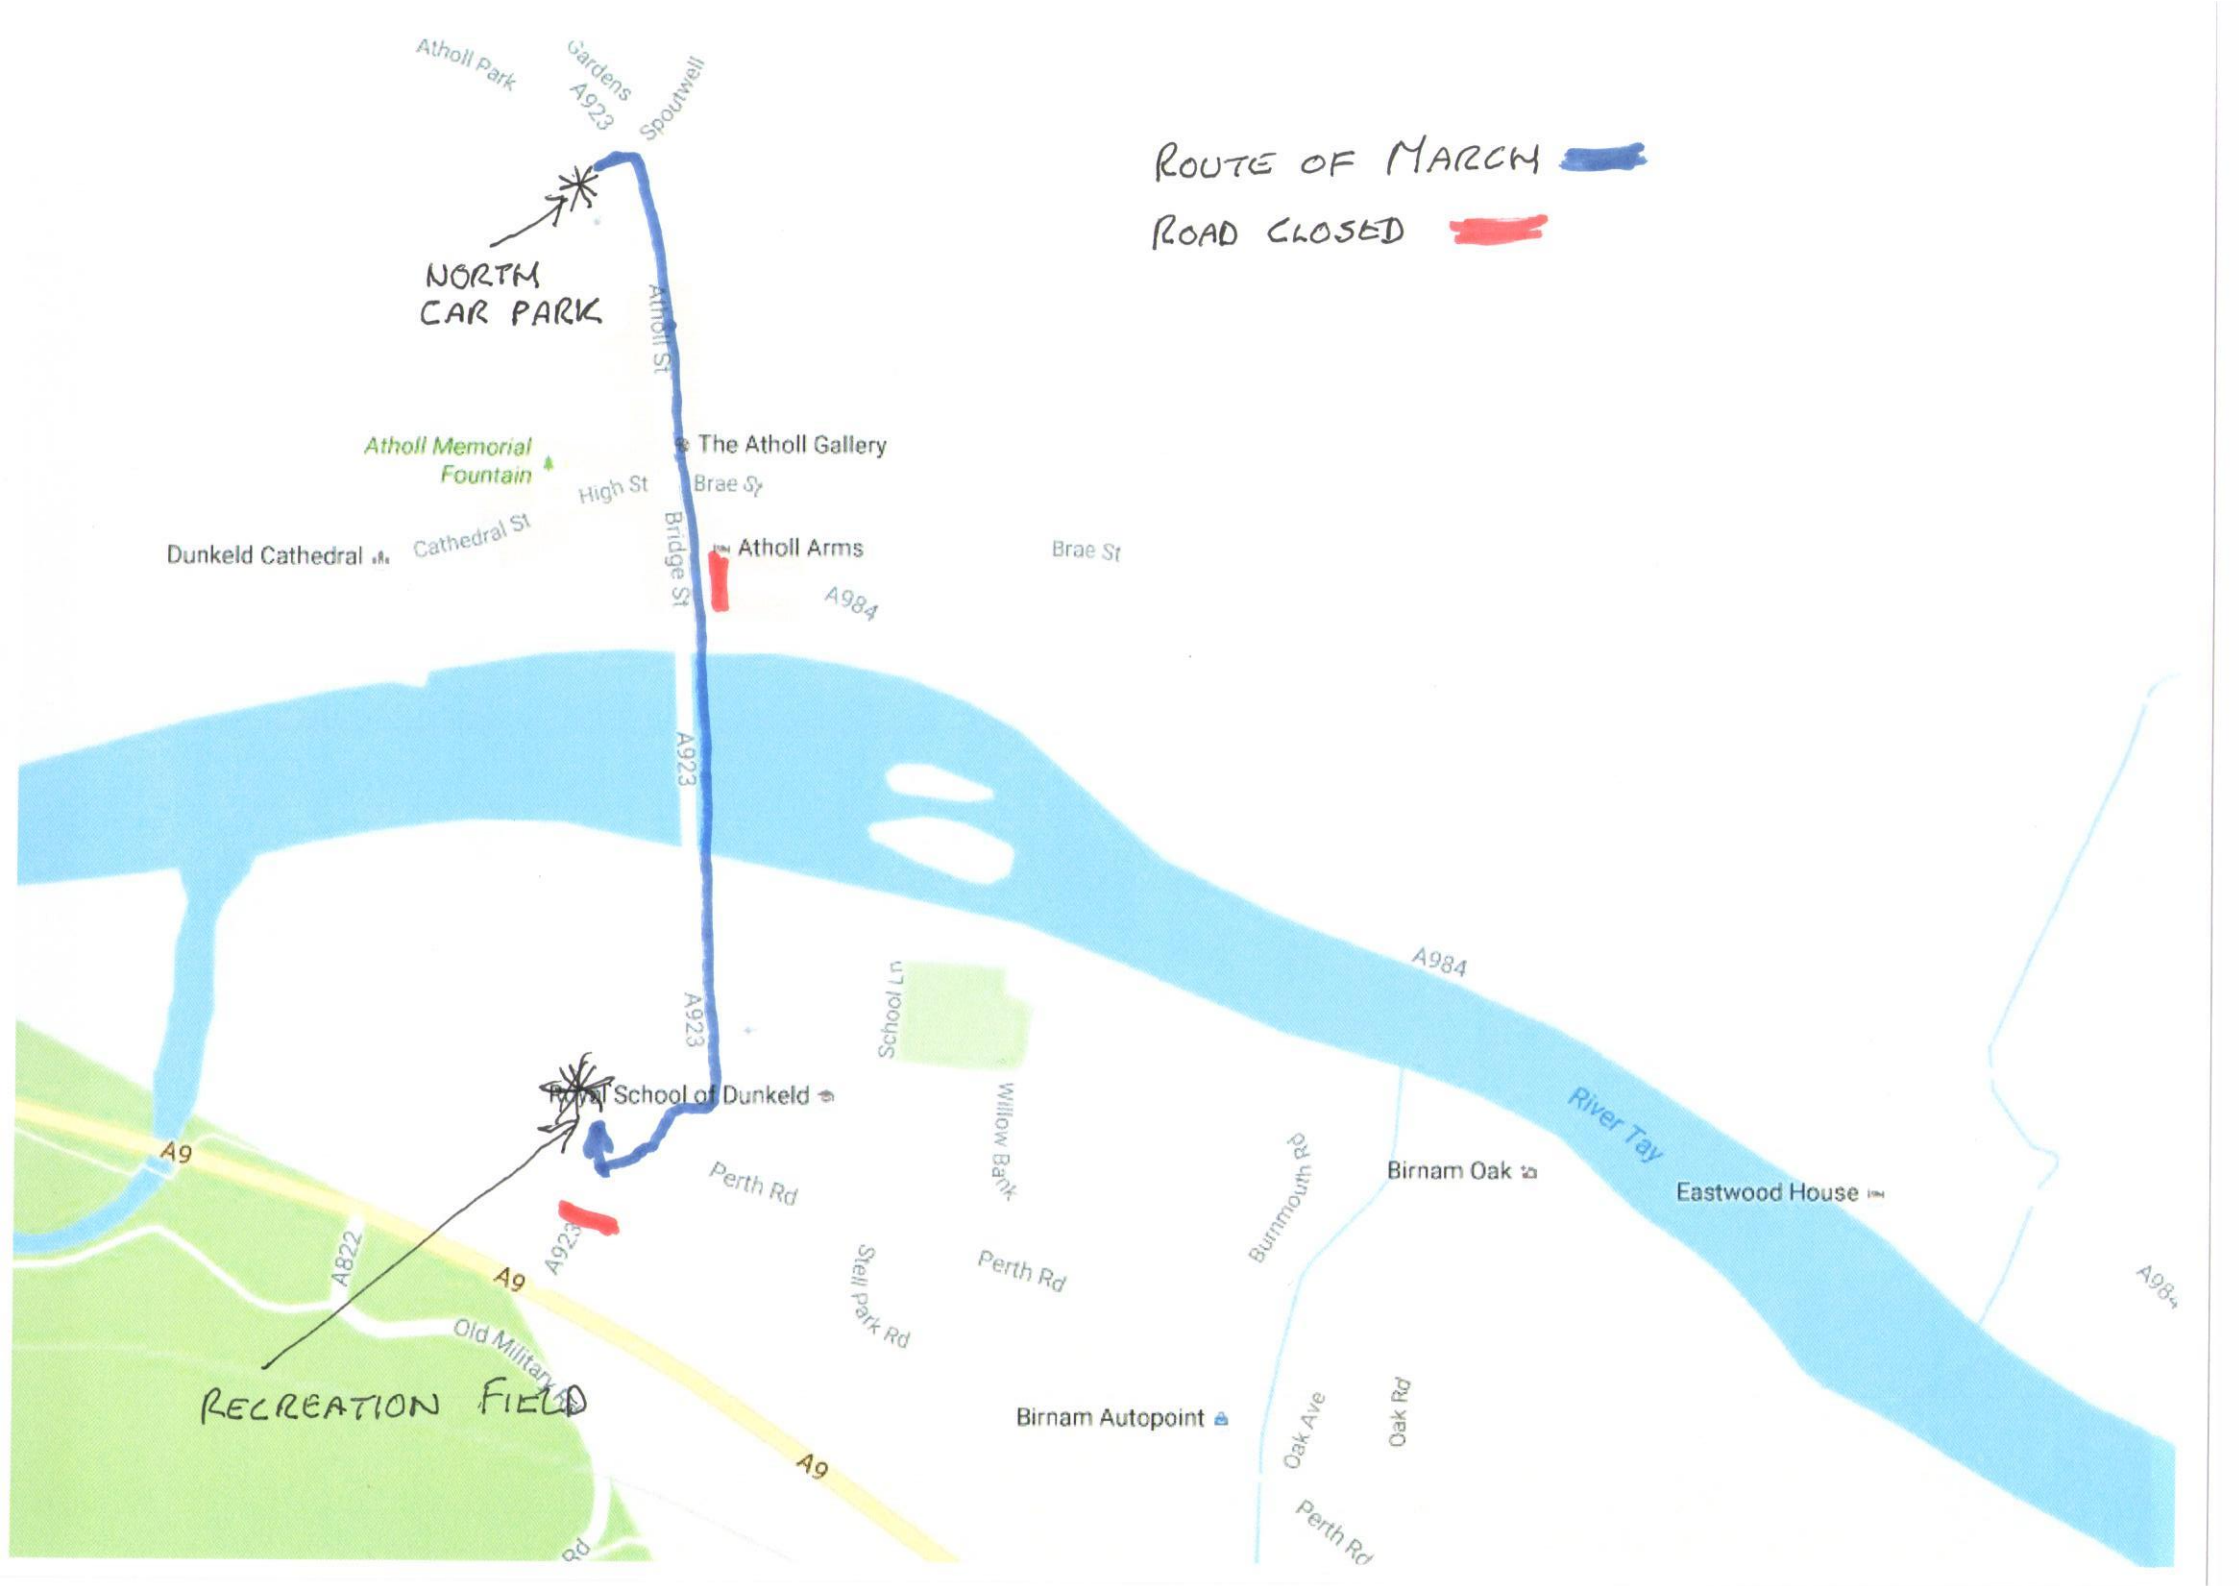 Atholl Park
Gardens
A923
Spoutwell
ROUTE OF MARCH
ROAD CLOSED
NORTH
CAR PARK
Atholl St
Atholl Memorial
Fountain
The Atholl Gallery
High St
Brae St
Dunkeld Cathedral
Cathedral St
Bridge St
Atholl Arms
A984
Brae St
A923
A984
School Ln
A923
Royal School of Dunkeld
Willow Bank
River Tay
A9
Perth Rd
Burnmouth Rd
Birnam Oak
Eastwood House
A822
A923
A9
Stell Park Rd
Perth Rd
A984
Old Military Rd
RECREATION FIELD
Birnam Autopoint
Oak Ave
Oak Rd
A9
Rd
Perth Rd